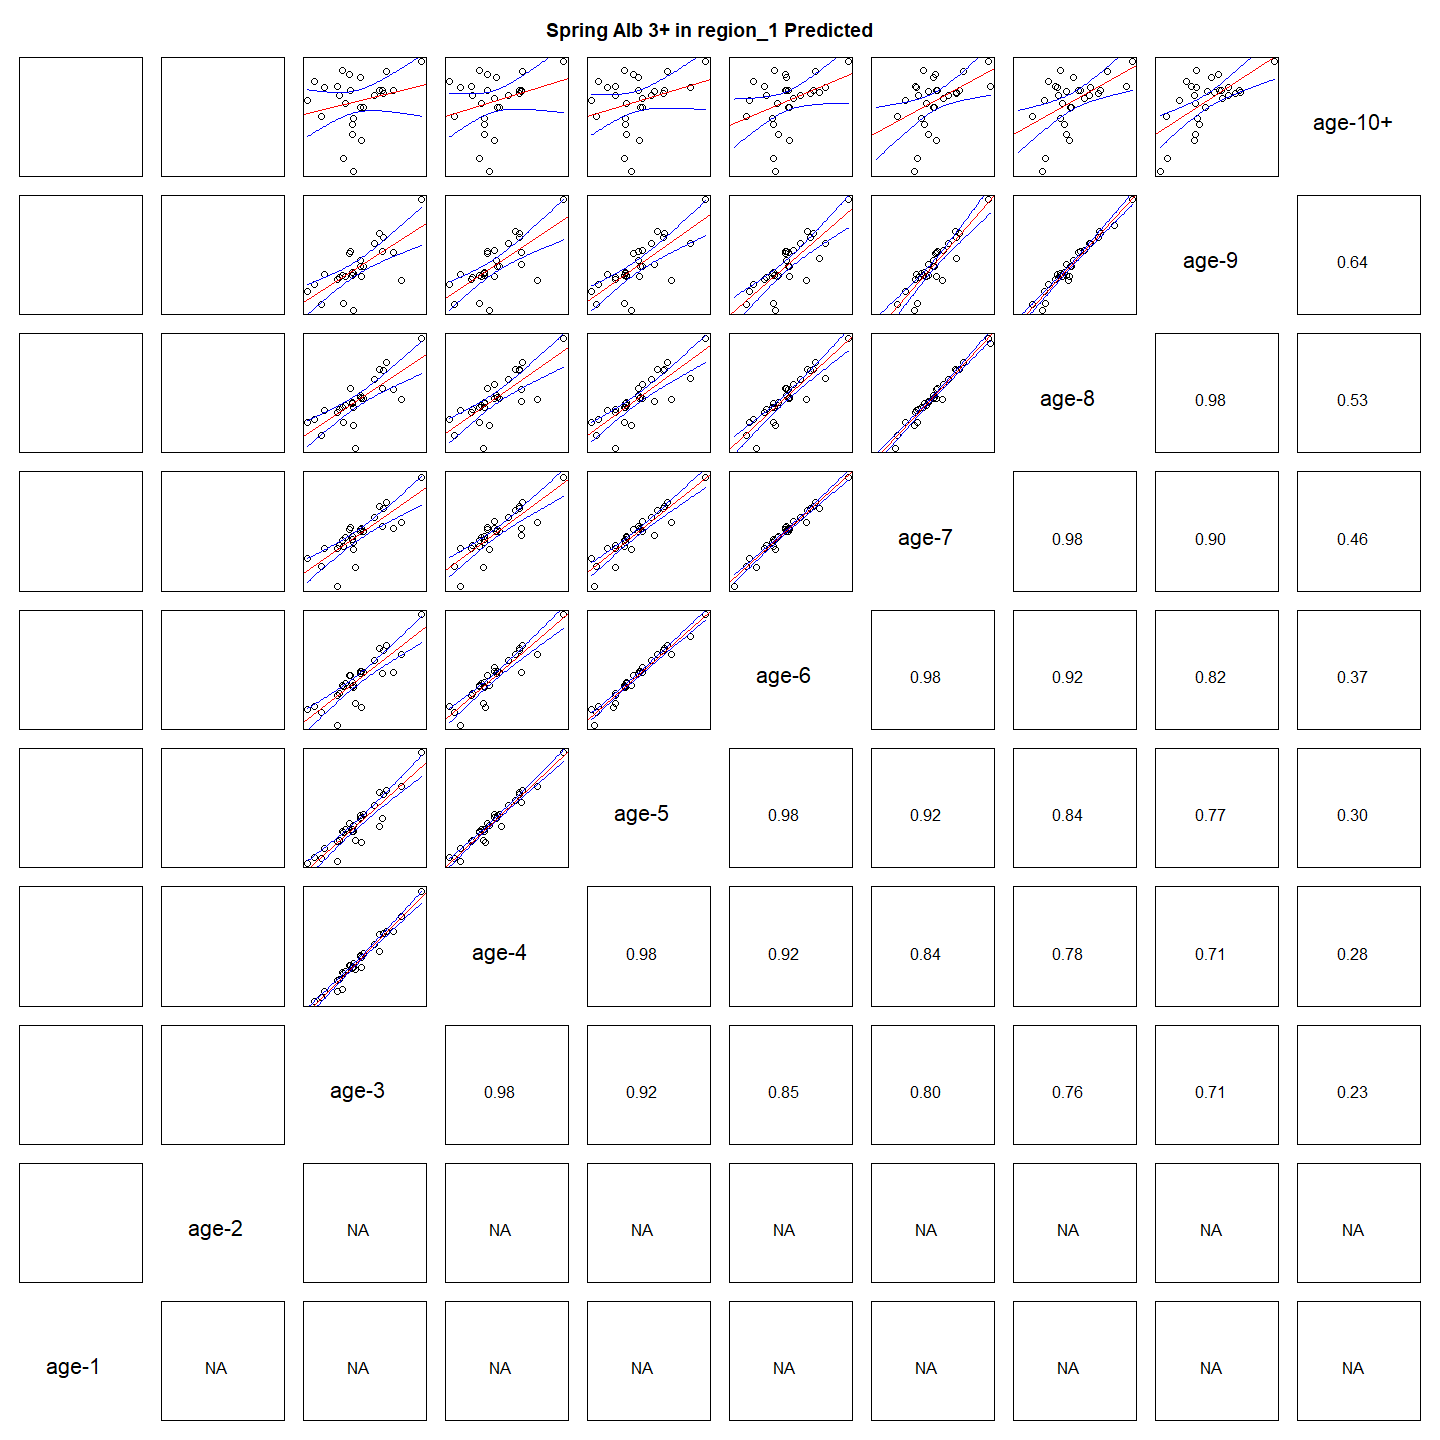 Spring Alb 3+ in region_1 Predicted
age-10+
age-9 0.64
age-8 0.98 0.53
age-7 0.98 0.90 0.46
age-6 0.98 0.92 0.82 0.37
age-5 0.98 0.92 0.84 0.77 0.30
age-4 0.98 0.92 0.84 0.78 0.71 0.28
age-3 0.98 0.92 0.85 0.80 0.76 0.71 0.23
age-2 NA NA NA NA NA NA NA NA
age-1 NA NA NA NA NA NA NA NA NA